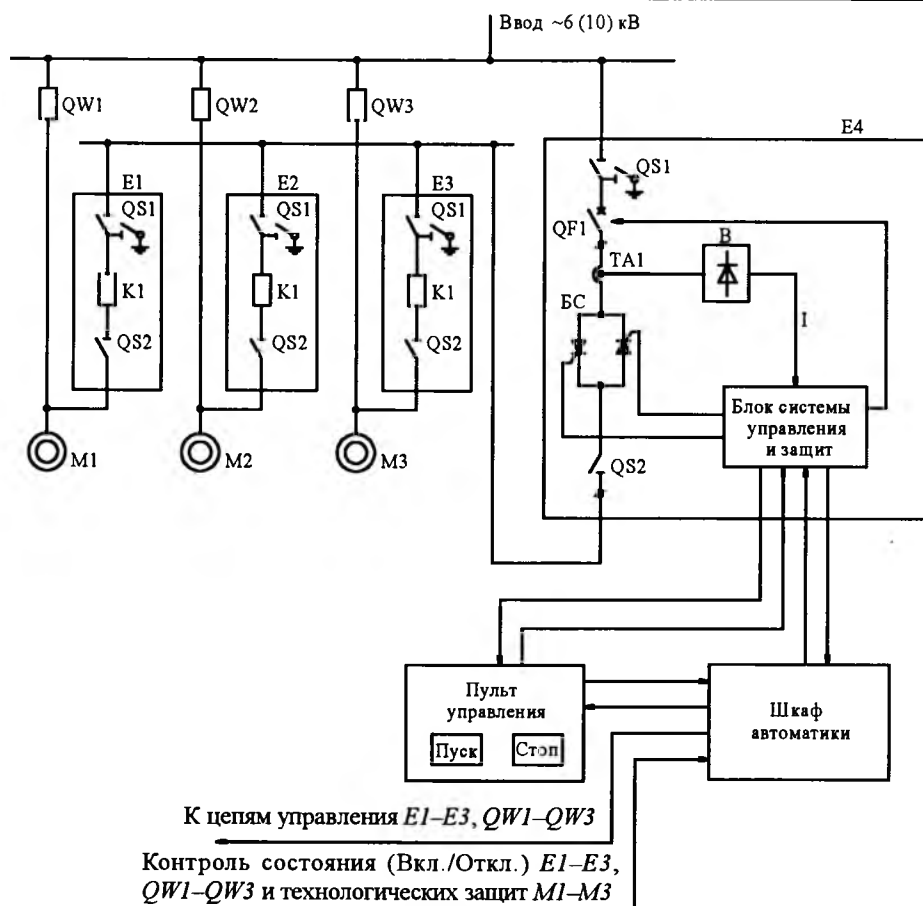 Ввод ~6 (10) кВ
QW1
QW2
QW3
E4
E1
E2
E3
QS1
QS1
QS1
QS1
QF1
B
TA1
K1
K1
K1
БС
I
QS2
QS2
QS2
Блок системы
управления
и защит
QS2
M1
M2
M3
Пульт
управления
Пуск
Стоп
Шкаф
автоматики
К цепям управления E1–E3, QW1–QW3
Контроль состояния (Вкл./Откл.) E1–E3,
QW1–QW3 и технологических защит M1–M3